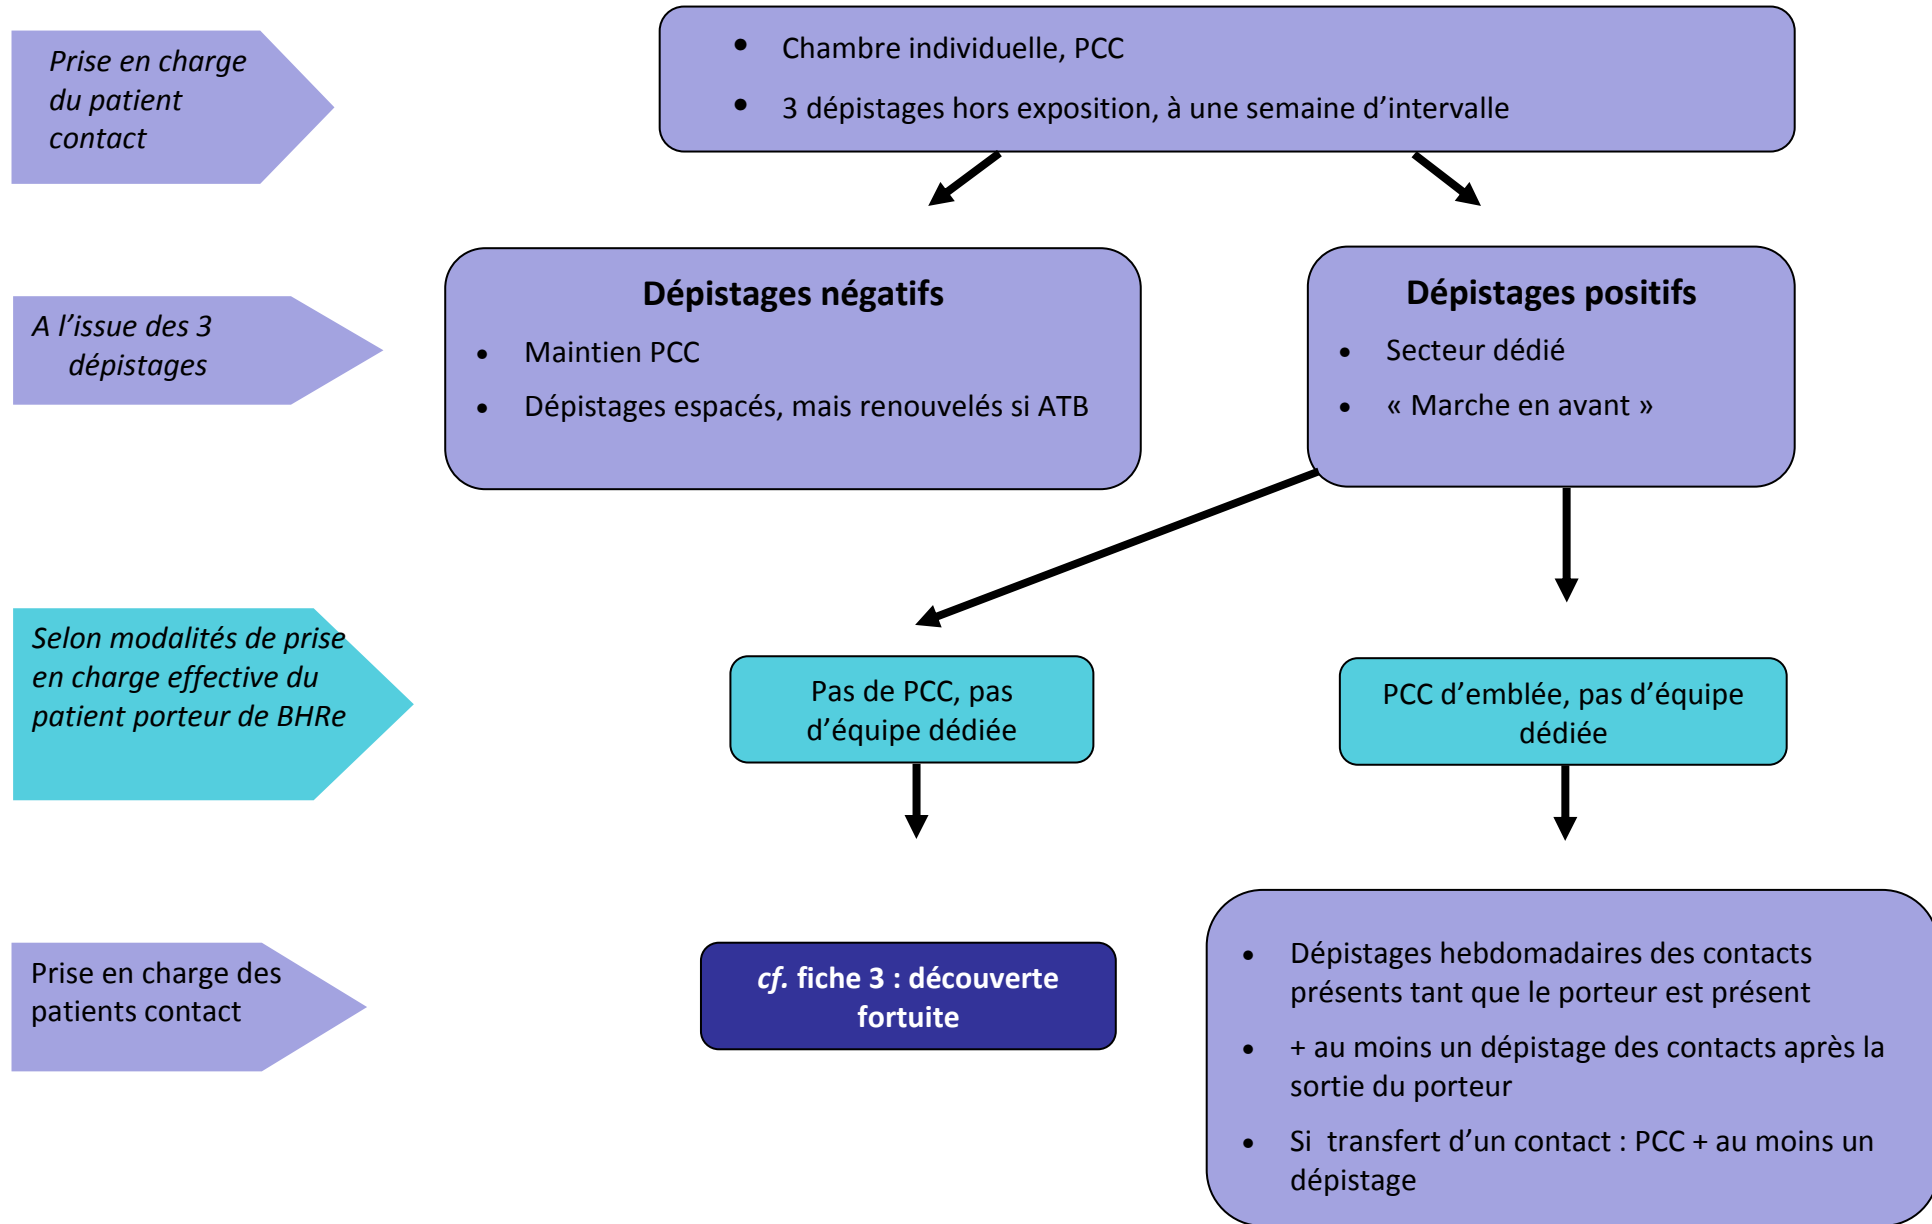 Prise en charge
du patient
contact
• Chambre individuelle, PCC
• 3 dépistages hors exposition, à une semaine d’intervalle
A l’issue des 3
dépistages
Dépistages négatifs
• Maintien PCC
• Dépistages espacés, mais renouvelés si ATB
Dépistages positifs
• Secteur dédié
• « Marche en avant »
Selon modalités de prise
en charge effective du
patient porteur de BHRe
Pas de PCC, pas
d’équipe dédiée
PCC d’emblée, pas d’équipe
dédiée
Prise en charge des
patients contact
cf. fiche 3 : découverte
fortuite
• Dépistages hebdomadaires des contacts
présents tant que le porteur est présent
• + au moins un dépistage des contacts après la
sortie du porteur
• Si transfert d’un contact : PCC + au moins un
dépistage